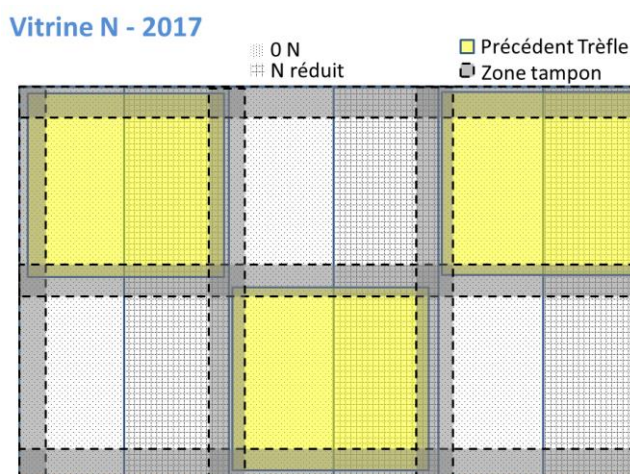 Vitrine N - 2017
0 N
N réduit
Précédent Trèfle
Zone tampon